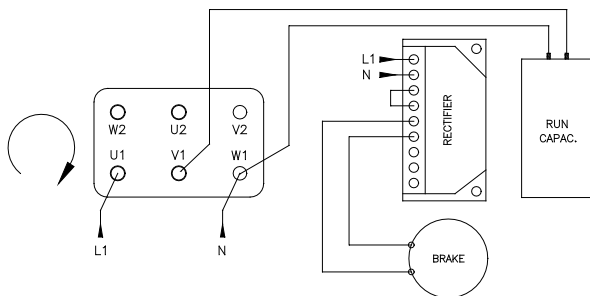 L1
N
RECTIFIER
RUN
CAPAC.
W2 U2 V2
U1 V1 W1
L1 N
BRAKE